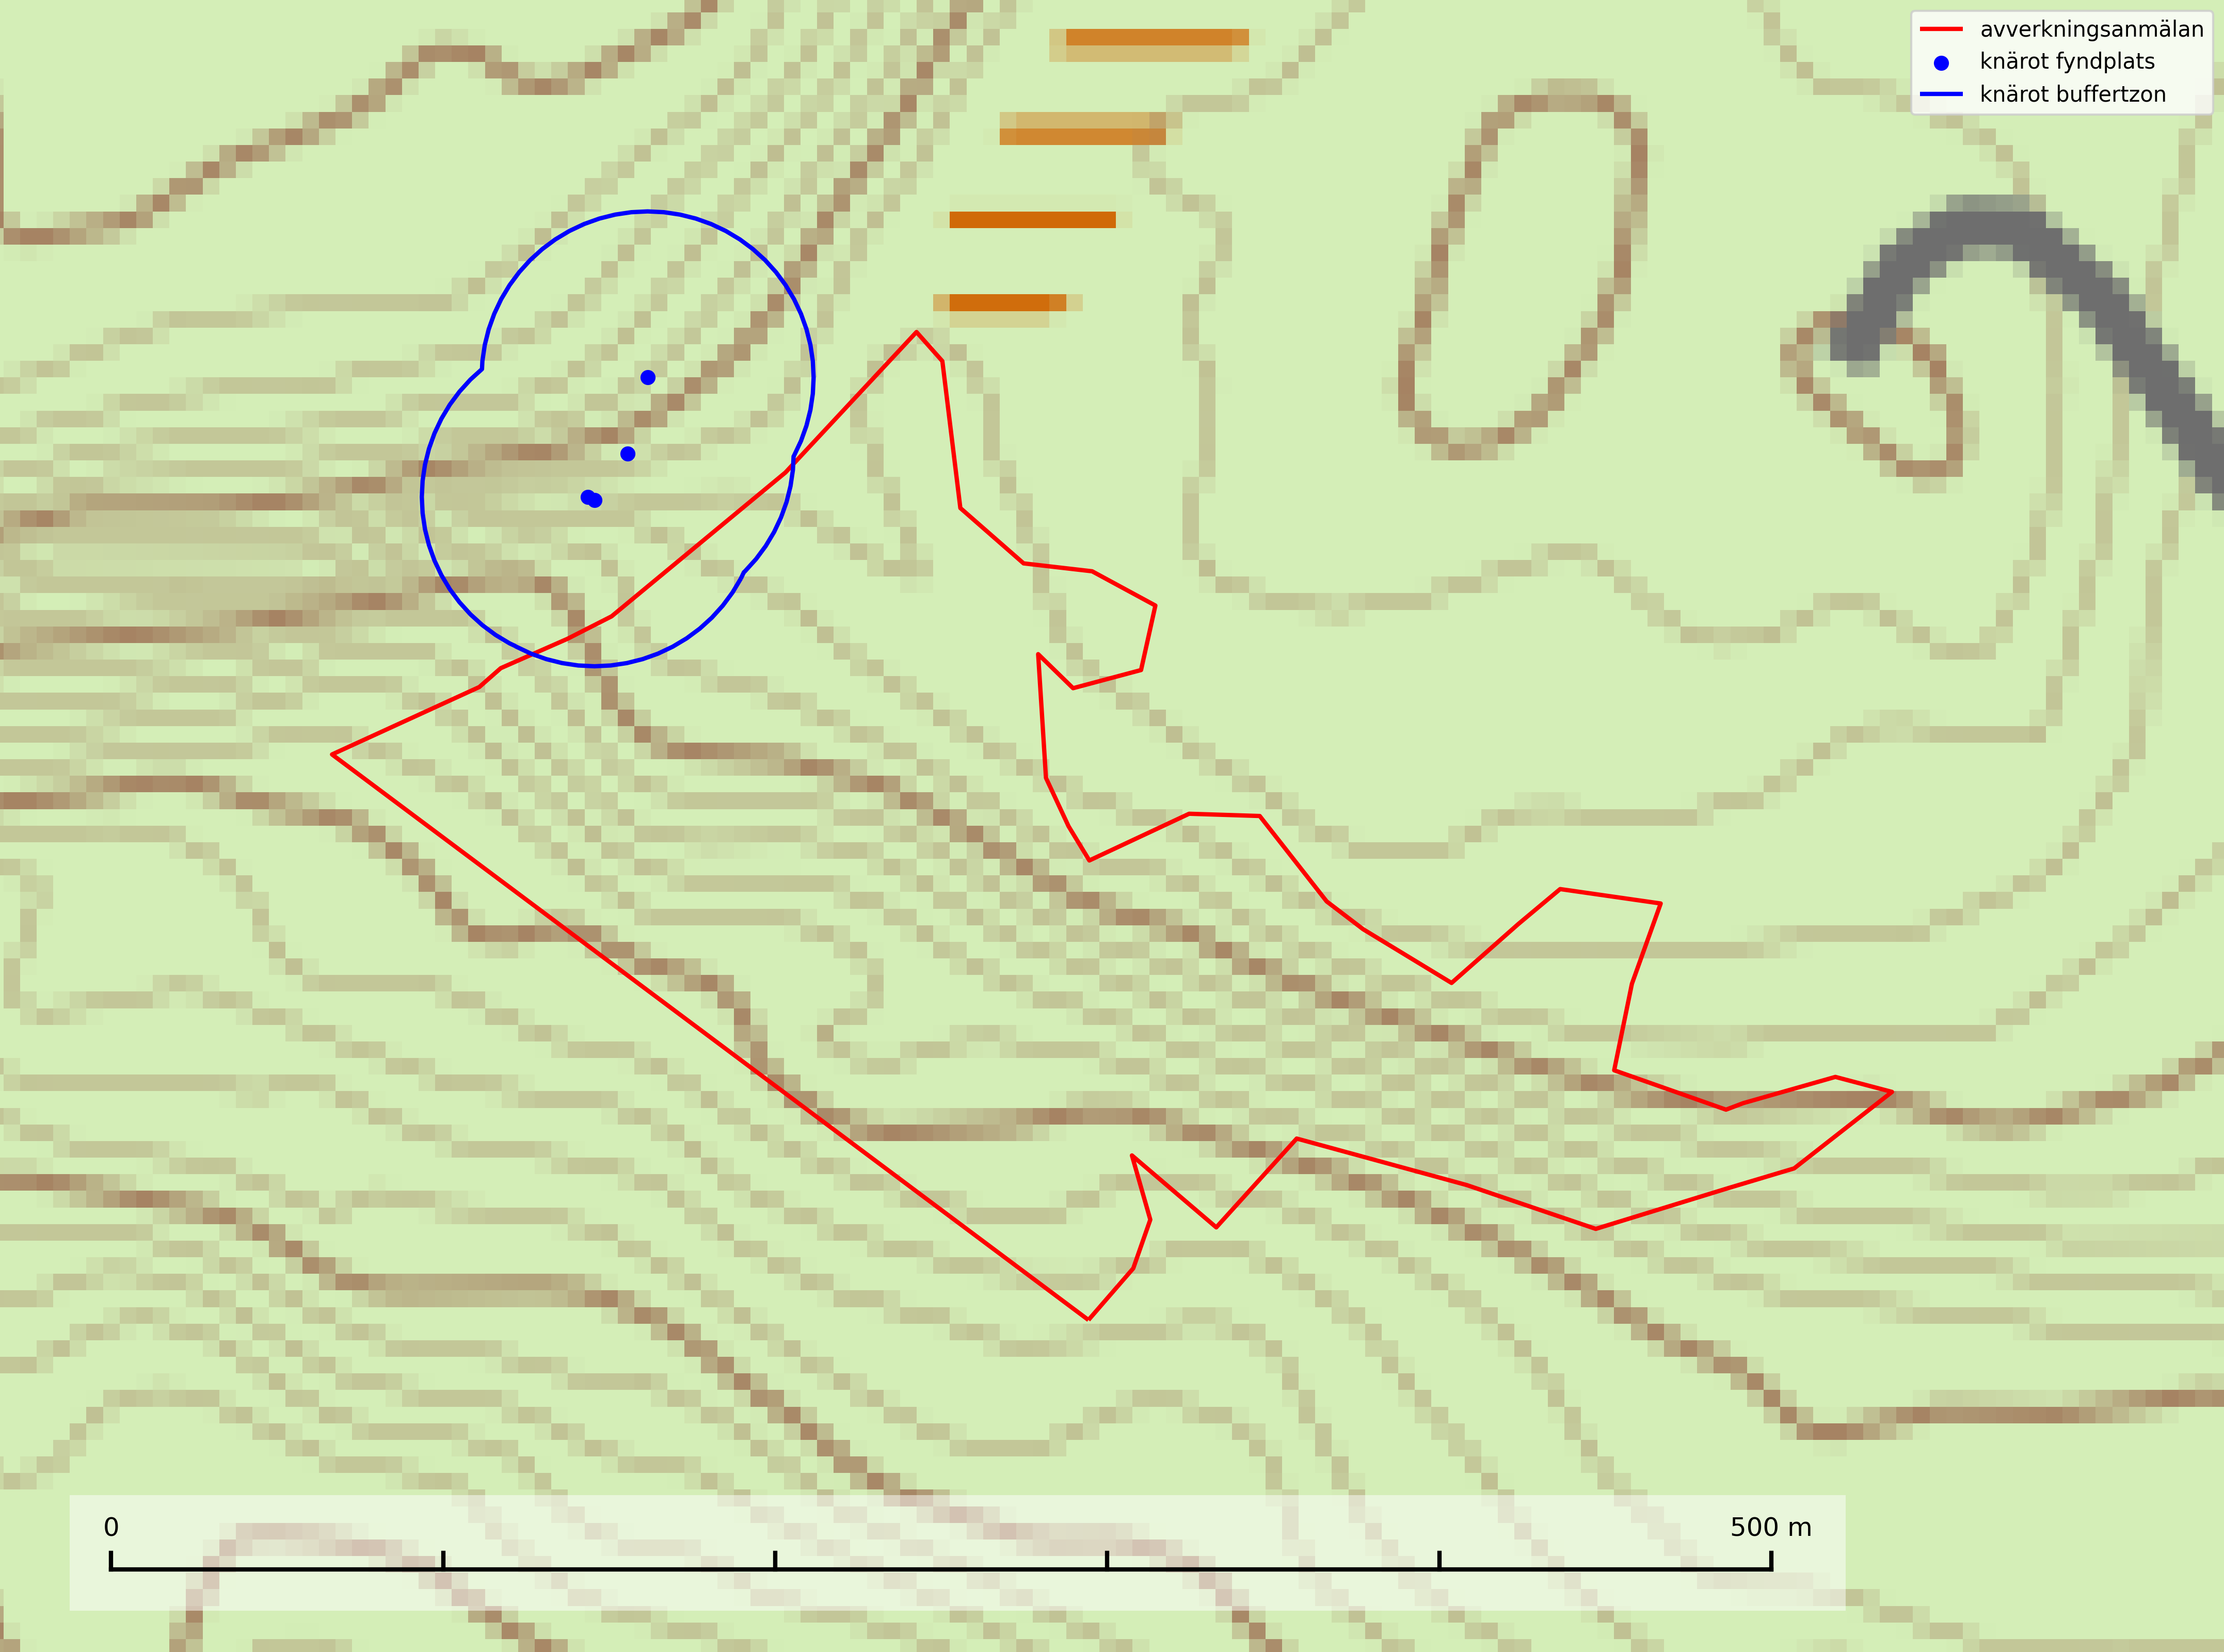 avverkningsanmälan
knärot fyndplats
knärot buffertzon
0
500 m